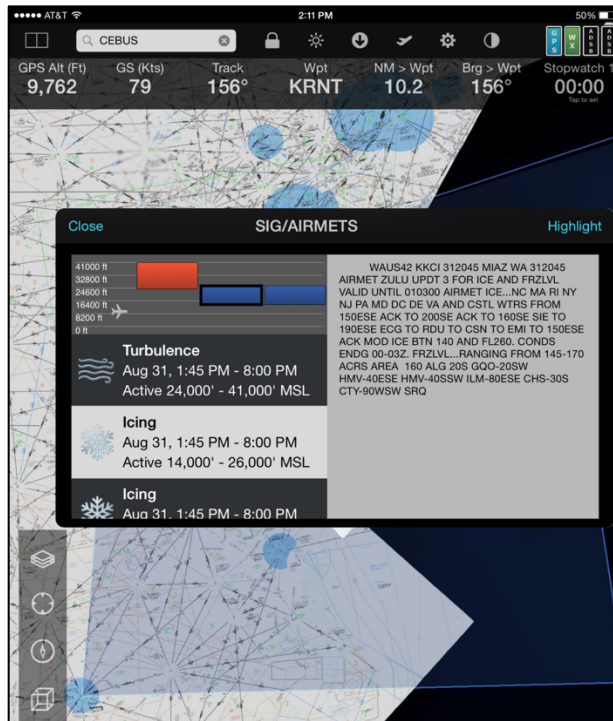 AT&T
2:11 PM
50%
CEBUS
GPS
WX
ADSB
ADSB
GPS Alt (Ft) GS (Kts) Track Wpt NM > Wpt Brg > Wpt Stopwatch 1
9,762 79 156° KRNT 10.2 156° 00:00
Tap to set
Close SIG/AIRMETS Highlight
41000 ft
32800 ft
24600 ft
16400 ft
8200 ft
0 ft
Turbulence
Aug 31, 1:45 PM - 8:00 PM
Active 24,000' - 41,000' MSL
Icing
Aug 31, 1:45 PM - 8:00 PM
Active 14,000' - 26,000' MSL
Icing
Aug 31, 1:45 PM - 8:00 PM
WAUS42 KKCI 312045 MIAZ WA 312045
AIRMET ZULU UPDT 3 FOR ICE AND FRZLVL
VALID UNTIL 010300 AIRMET ICE...NC MA RI NY
NJ PA MD DC DE VA AND CSTL WTRS FROM
150ESE ACK TO 200SE ACK TO 160SE SIE TO
190ESE ECG TO RDU TO CSN TO EMI TO 150ESE
ACK MOD ICE BTN 140 AND FL260. CONDS
ENDG 00-03Z. FRZLVL...RANGING FROM 145-170
ACRS AREA 160 ALG 20S GQO-20SW
HMV-40ESE HMV-40SSW ILM-80ESE CHS-30S
CTY-90WSW SRQ